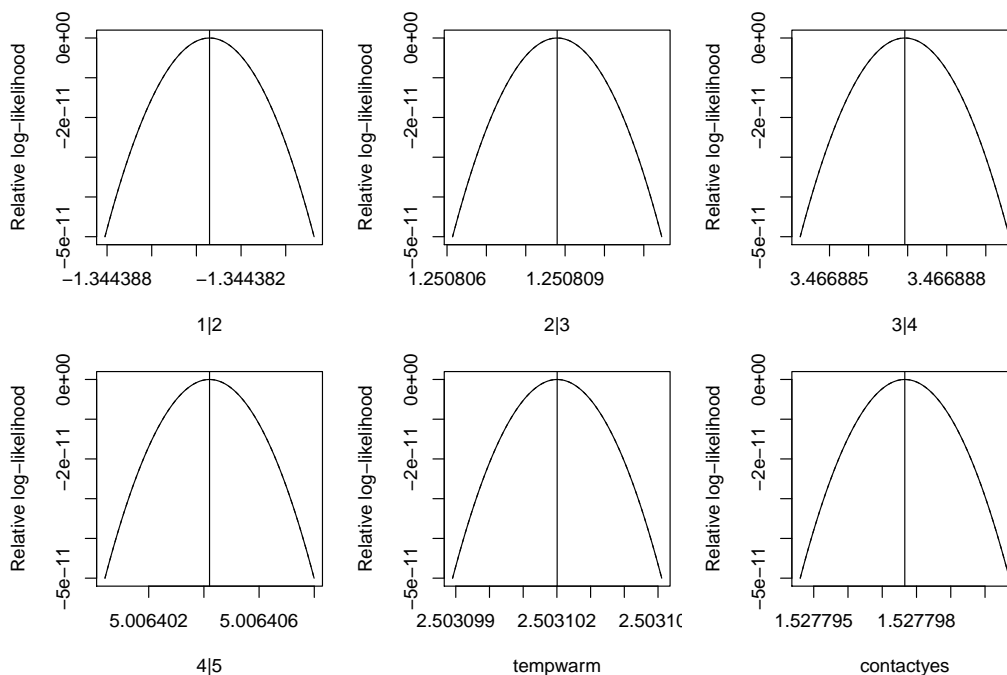 Relative log−likelihood
0e+00
−2e−11
−5e−11
−1.344388
−1.344382
1|2
Relative log−likelihood
0e+00
−2e−11
−5e−11
1.250806
1.250809
2|3
Relative log−likelihood
0e+00
−2e−11
−5e−11
3.466885
3.466888
3|4
Relative log−likelihood
0e+00
−2e−11
−5e−11
5.006402
5.006406
4|5
Relative log−likelihood
0e+00
−2e−11
−5e−11
2.503099
2.503102
tempwarm
Relative log−likelihood
0e+00
−2e−11
−5e−11
1.527795
1.527798
contactyes